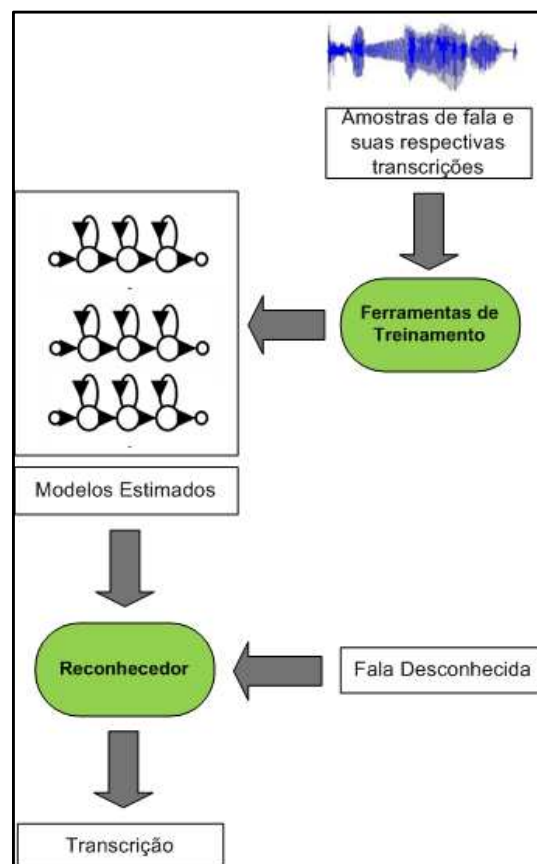 Amostras de fala e
suas respectivas
transcrições
Ferramentas de
Treinamento
Modelos Estimados
Reconhecedor
Fala Desconhecida
Transcrição